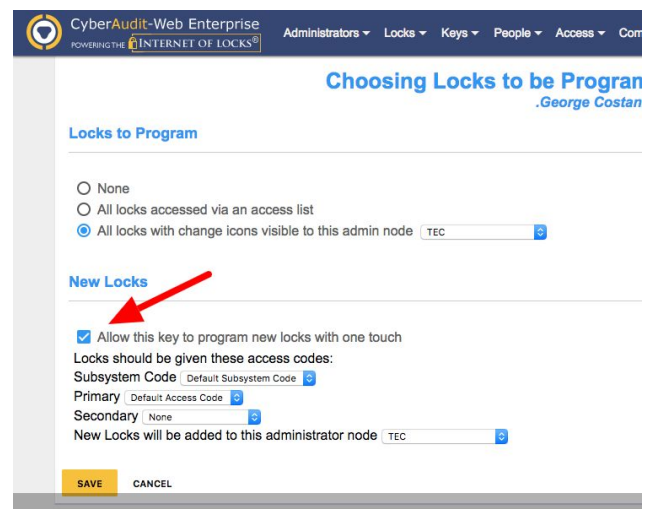 CyberAudit-Web Enterprise
POWERING THE INTERNET OF LOCKS®
Administrators Locks Keys People Access Com
Choosing Locks to be Program
.George Costan
Locks to Program
None
All locks accessed via an access list
All locks with change icons visible to this admin node TEC
New Locks
Allow this key to program new locks with one touch
Locks should be given these access codes:
Subsystem Code Default Subsystem Code
Primary Default Access Code
Secondary None
New Locks will be added to this administrator node TEC
SAVE CANCEL